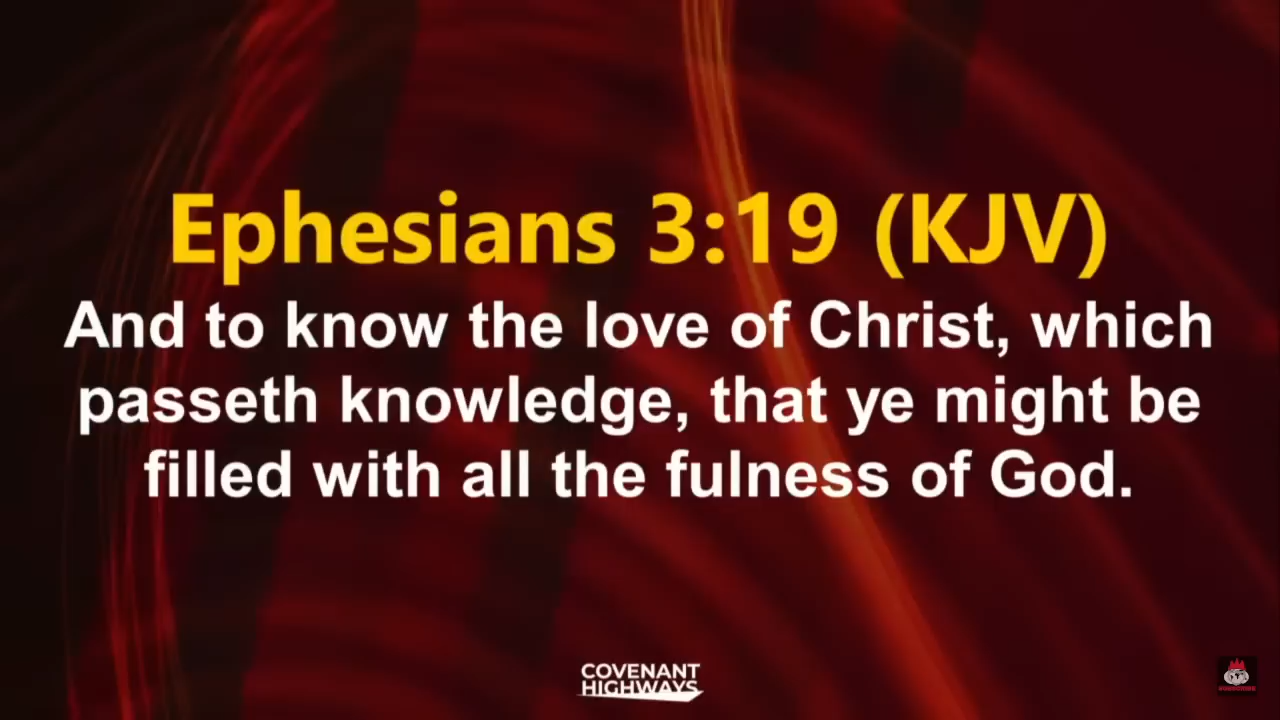 Ephesians 3:19 (KJV)
And to know the love of Christ, which
passeth knowledge, that ye might be
filled with all the fulness of God.
COVENANT
HIGHWAYS
SUBSCRIBE